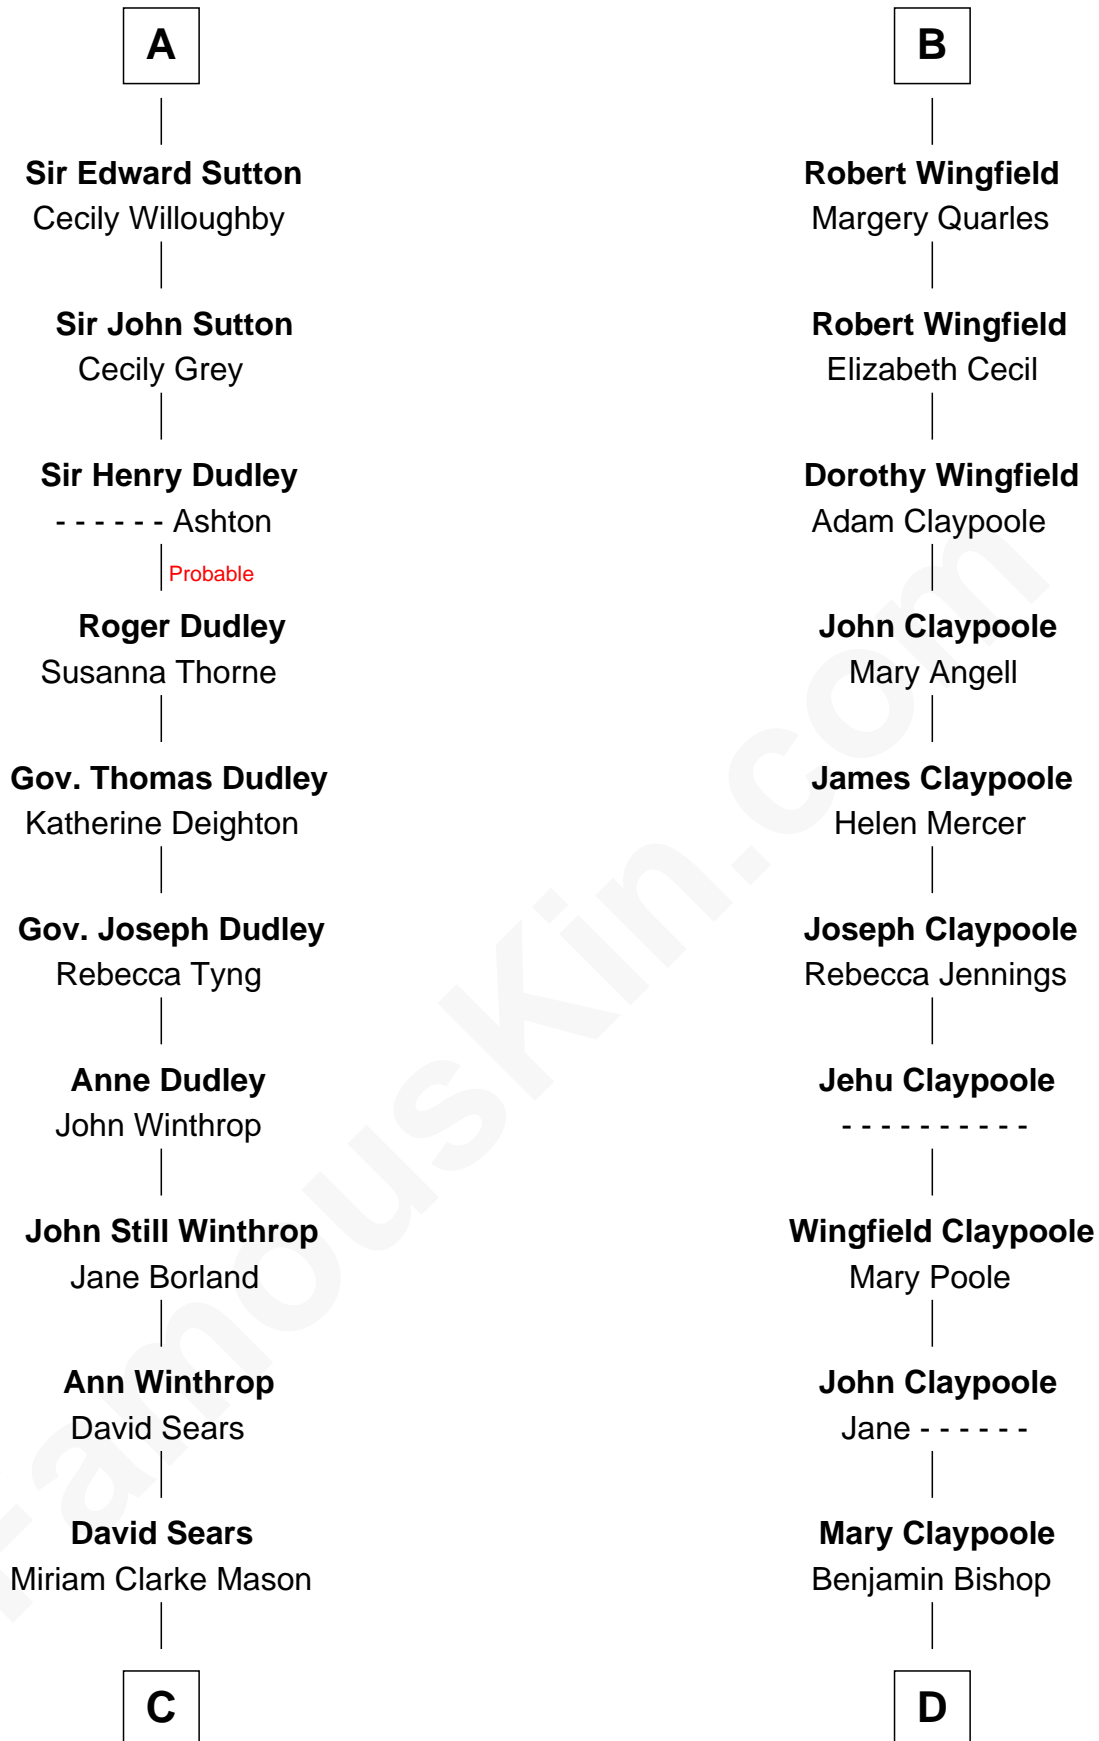 A
Sir Edward Sutton
Cecily Willoughby
Sir John Sutton
Cecily Grey
Sir Henry Dudley
- - - - - - Ashton
Probable
Roger Dudley
Susanna Thorne
Gov. Thomas Dudley
Katherine Deighton
Gov. Joseph Dudley
Rebecca Tyng
Anne Dudley
John Winthrop
John Still Winthrop
Jane Borland
Ann Winthrop
David Sears
David Sears
Miriam Clarke Mason
C
B
Robert Wingfield
Margery Quarles
Robert Wingfield
Elizabeth Cecil
Dorothy Wingfield
Adam Claypoole
John Claypoole
Mary Angell
James Claypoole
Helen Mercer
Joseph Claypoole
Rebecca Jennings
Jehu Claypoole
- - - - - - - - - -
Wingfield Claypoole
Mary Poole
John Claypoole
Jane - - - - - -
Mary Claypoole
Benjamin Bishop
D
FamousKin.com